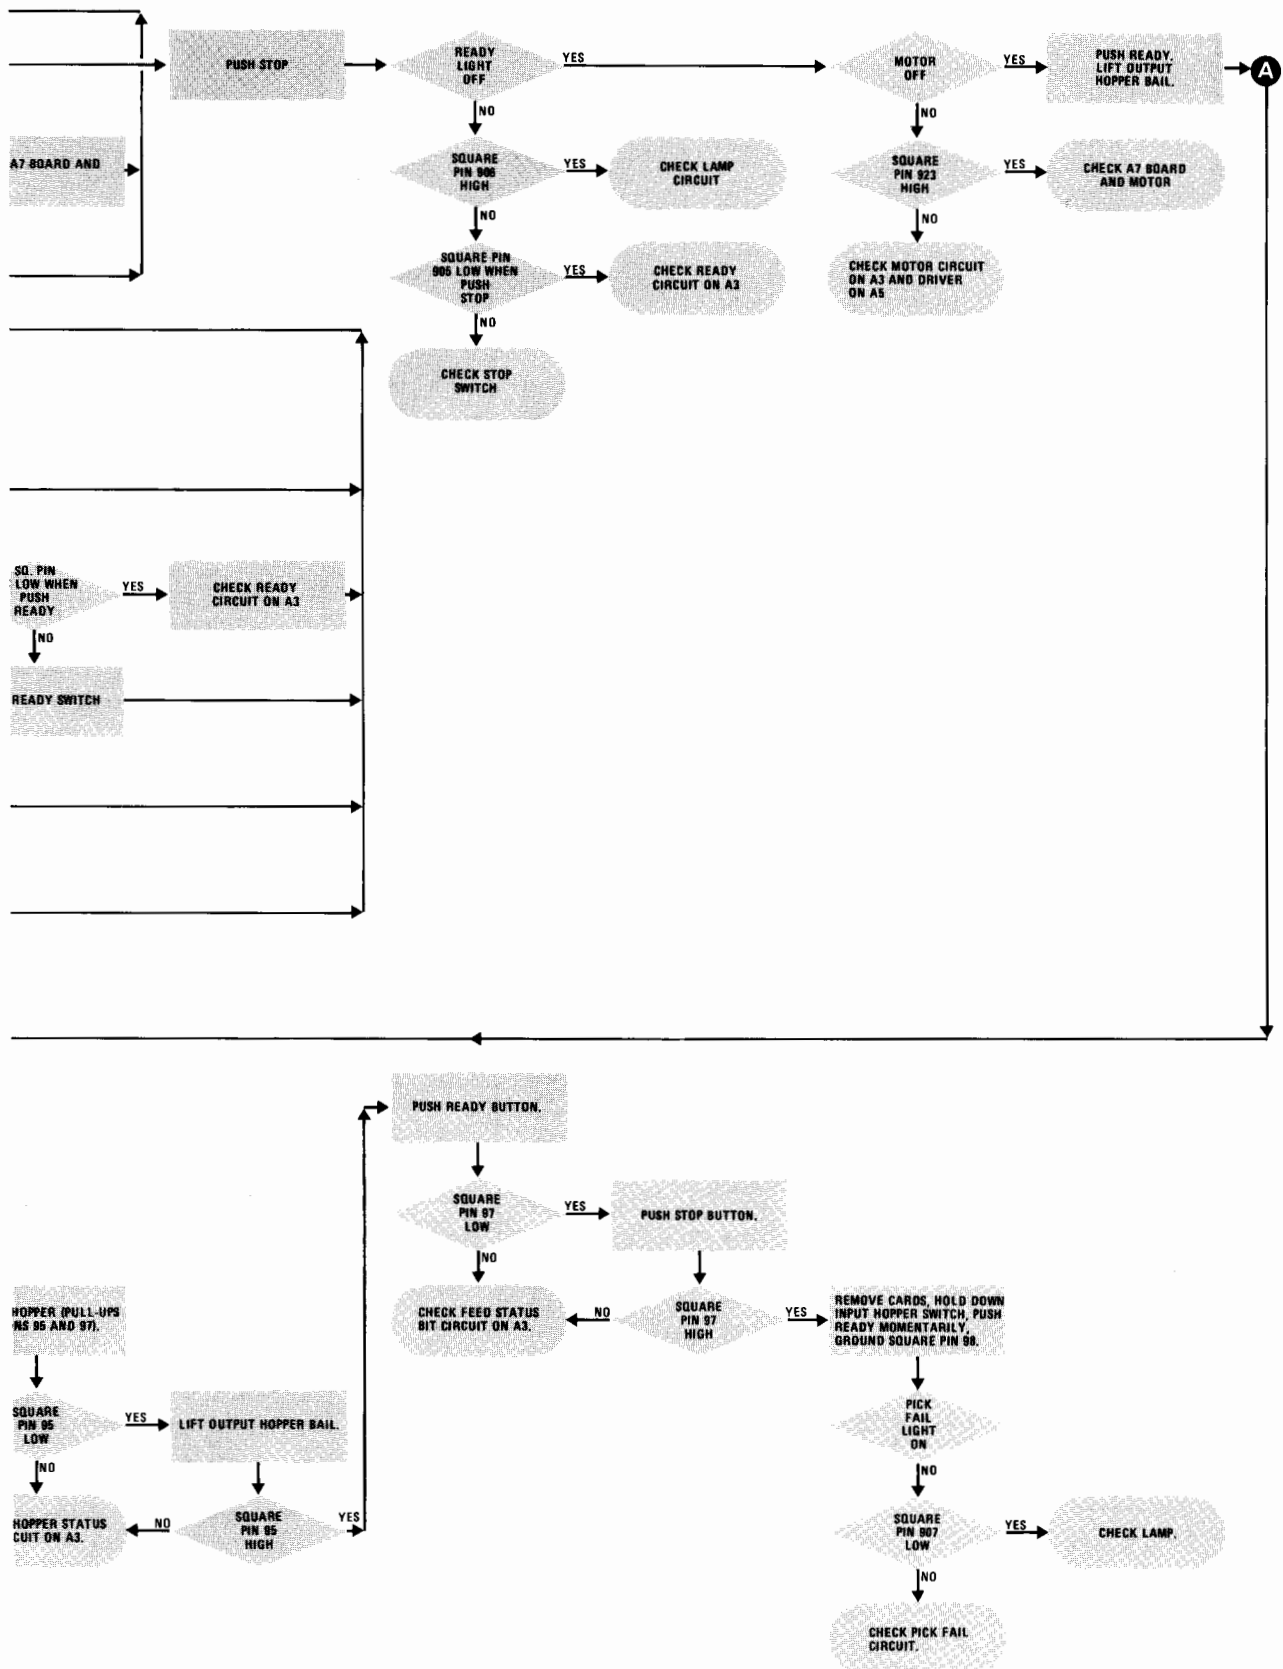 PUSH STOP
READY
LIGHT
OFF
YES
MOTOR
OFF
YES
PUSH READY.
LIFT OUTPUT
HOPPER BAIL.
A
NO
NO
A7 BOARD AND
SQUARE
PIN 906
HIGH
YES
CHECK LAMP
CIRCUIT
SQUARE
PIN 923
HIGH
YES
CHECK A7 BOARD
AND MOTOR
NO
NO
SQUARE PIN
905 LOW WHEN
PUSH
STOP
YES
CHECK READY
CIRCUIT ON A3
CHECK MOTOR CIRCUIT
ON A3 AND DRIVER
ON A5
NO
CHECK STOP
SWITCH
SQ. PIN
LOW WHEN
PUSH
READY
YES
CHECK READY
CIRCUIT ON A3
NO
READY SWITCH
PUSH READY BUTTON.
SQUARE
PIN 97
LOW
YES
PUSH STOP BUTTON.
NO
HOPPER (PULL-UPS
NS 95 AND 97).
CHECK FEED STATUS
BIT CIRCUIT ON A3.
NO
SQUARE
PIN 97
HIGH
YES
REMOVE CARDS, HOLD DOWN
INPUT HOPPER SWITCH, PUSH
READY MOMENTARILY,
GROUND SQUARE PIN 98.
SQUARE
PIN 95
LOW
YES
LIFT OUTPUT HOPPER BAIL.
PICK
FAIL
LIGHT
ON
NO
NO
HOPPER STATUS
CUIT ON A3.
NO
SQUARE
PIN 95
HIGH
YES
SQUARE
PIN 907
LOW
YES
CHECK LAMP.
NO
CHECK PICK FAIL
CIRCUIT.